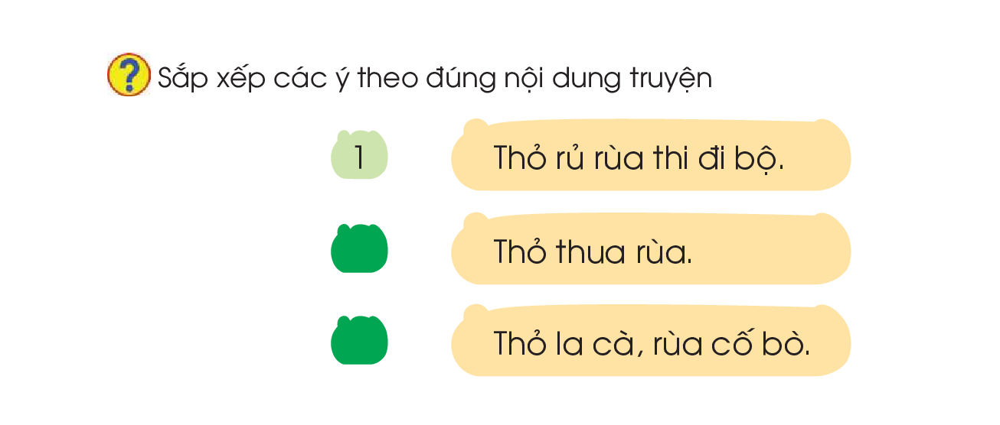 ? Sắp xếp các ý theo đúng nội dung truyện
1 Thỏ rủ rùa thi đi bộ.
Thỏ thua rùa.
Thỏ la cà, rùa cố bò.